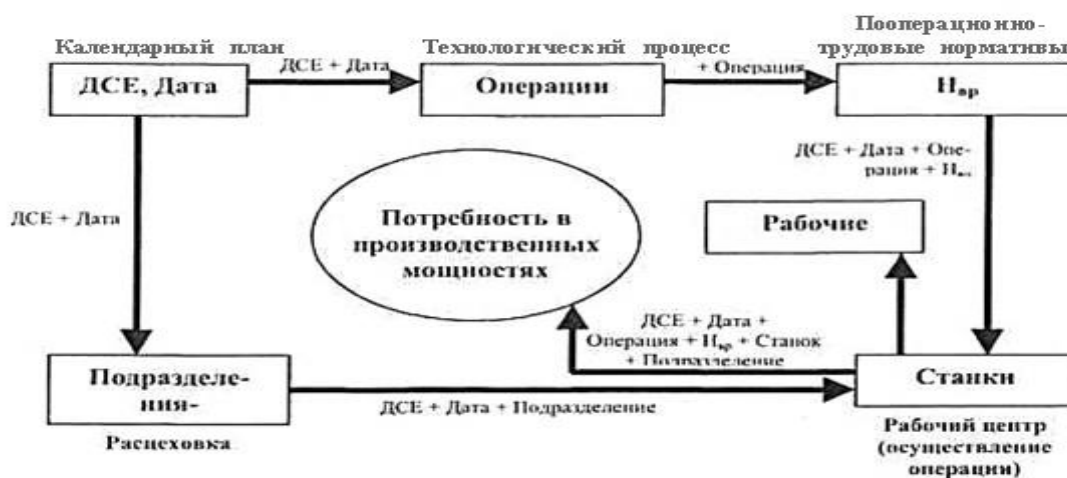 Календарный план
Технологический процесс
Пооперационно-
трудовые нормативы
ДСЕ, Дата
ДСЕ + Дата
Операции
+ Операция
Нвр
ДСЕ + Дата + Опе-
рация + Нвр
ДСЕ + Дата
Потребность в
производственных
мощностях
Рабочие
ДСЕ + Дата +
Операция + Нвр + Станок
+ Подразделение
Подразделе-
ния-
Расцеховка
ДСЕ + Дата + Подразделение
Станки
Рабочий центр
(осуществление
операции)